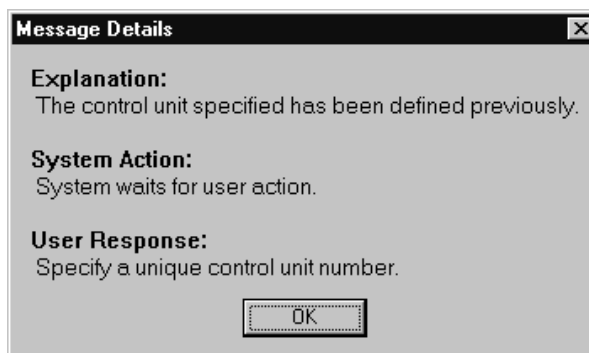 Message Details
Explanation:
The control unit specified has been defined previously.
System Action:
System waits for user action.
User Response:
Specify a unique control unit number.
OK